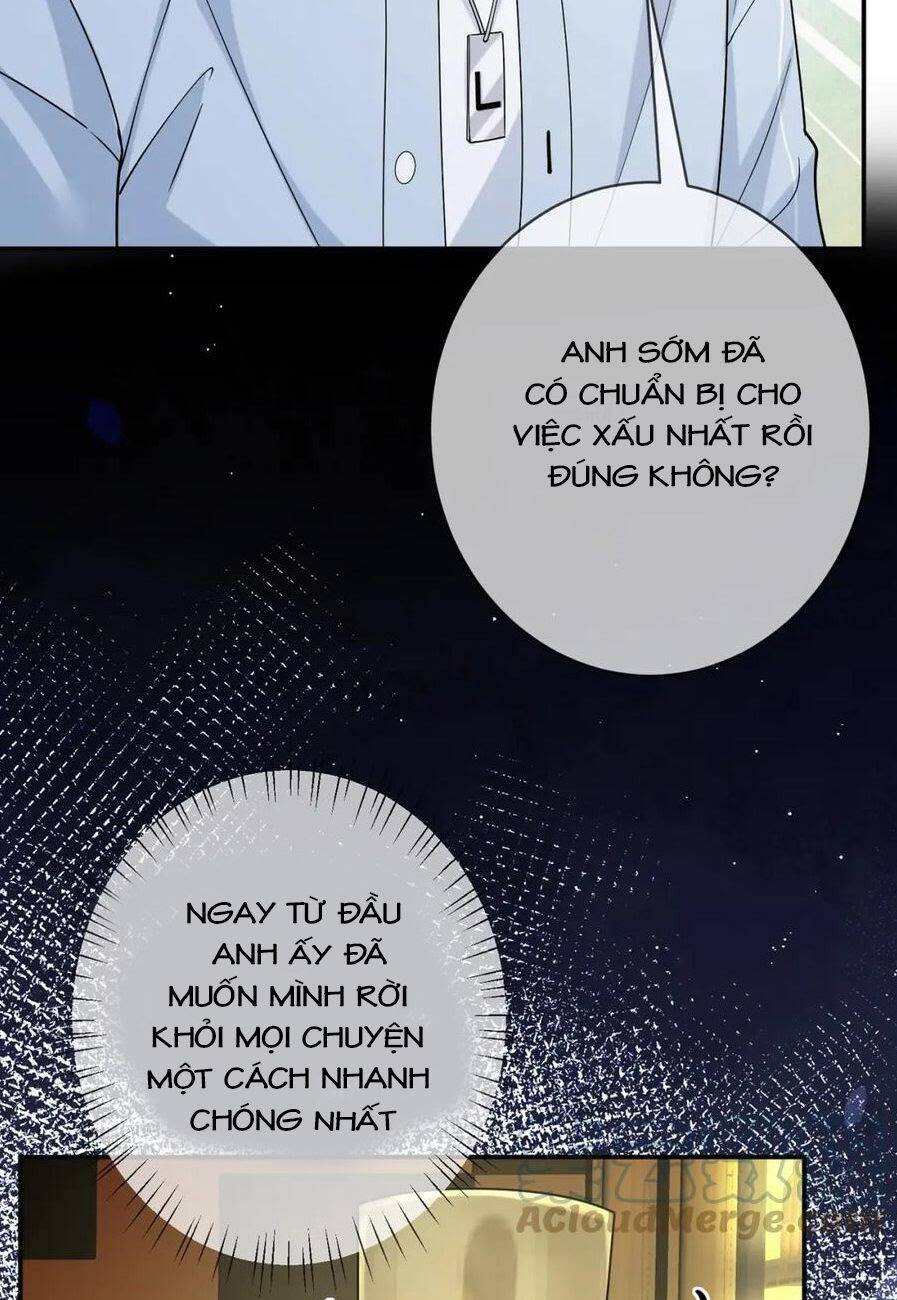 L
ANH SỚM ĐÃ
CÓ CHUẨN BỊ CHO
VIỆC XẤU NHẤT RỒI
ĐÚNG KHÔNG?
NGAY TỪ ĐẦU
ANH ẤY ĐÃ
MUỐN MÌNH RỜI
KHỎI MỌI CHUYỆN
MỘT CÁCH NHANH
CHÓNG NHẤT
ACloudMerge.com